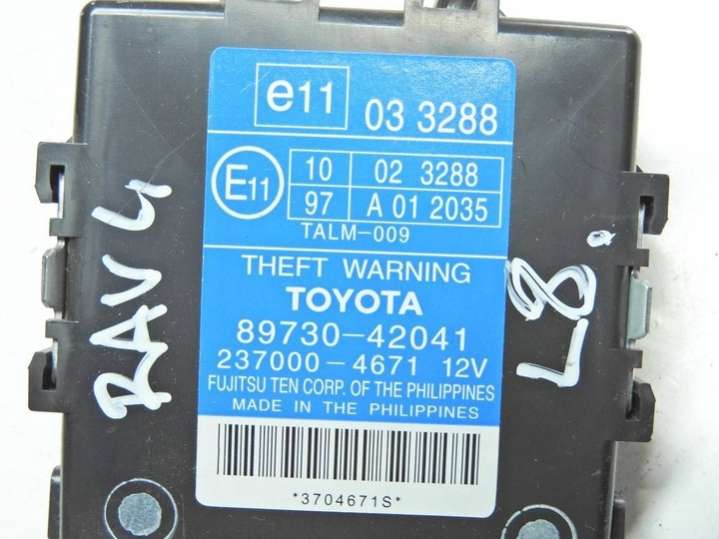 e11 03 3288
E11 10 02 3288
97 A 01 2035
TALM-009
THEFT WARNING
TOYOTA
89730-42041
237000-4671 12V
FUJITSU TEN CORP. OF THE PHILIPPINES
MADE IN THE PHILIPPINES
*3704671S*
RAV4
L8.